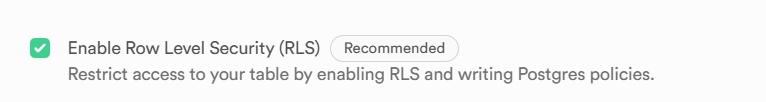 Enable Row Level Security (RLS) Recommended
Restrict access to your table by enabling RLS and writing Postgres policies.